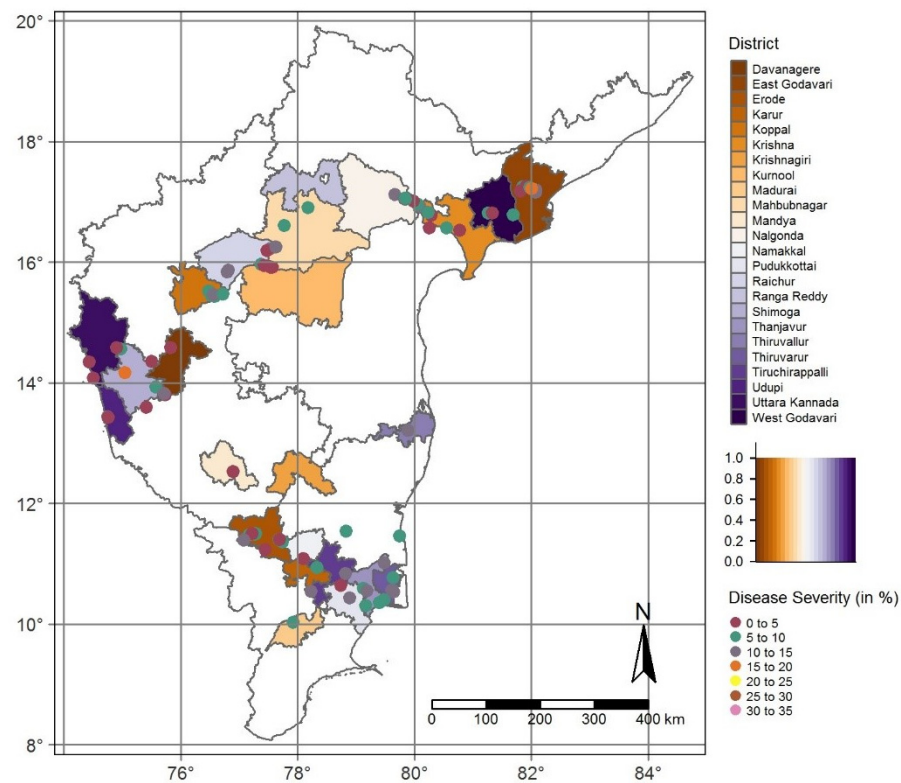 20°
18°
16°
14°
12°
10°
8°
76°
78°
80°
82°
84°
N
0 100 200 300 400 km
District
Davanagere
East Godavari
Erode
Karur
Koppal
Krishna
Krishnagiri
Kurnool
Madurai
Mahbubnagar
Mandya
Nalgonda
Namakkal
Pudukkottai
Raichur
Ranga Reddy
Shimoga
Thanjavur
Thiruvallur
Thiruvarur
Tiruchirappalli
Udupi
Uttara Kannada
West Godavari
1.0
0.8
0.6
0.4
0.2
0.0
Disease Severity (in %)
0 to 5
5 to 10
10 to 15
15 to 20
20 to 25
25 to 30
30 to 35